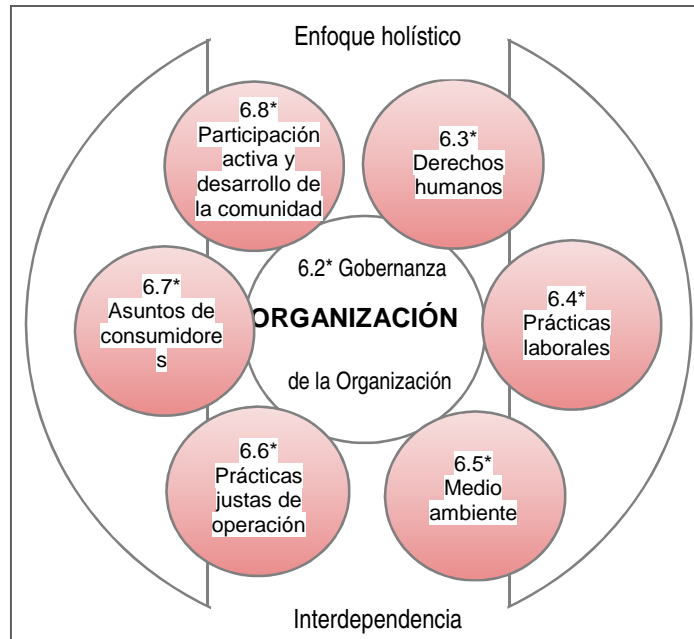 Enfoque holístico
6.8*
Participación
activa y
desarrollo de
la comunidad
6.3*
Derechos
humanos
6.2* Gobernanza
ORGANIZACIÓN
de la Organización
6.7*
Asuntos de
consumidore
s
6.4*
Prácticas
laborales
6.6*
Prácticas
justas de
operación
6.5*
Medio
ambiente
Interdependencia